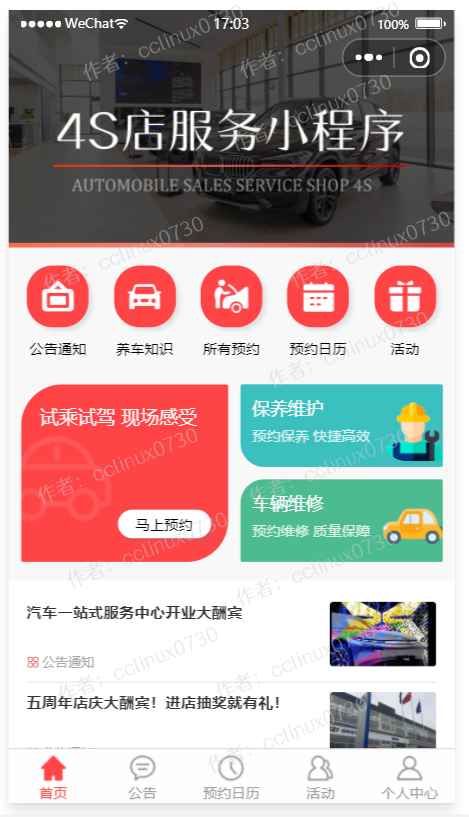 WeChat 17:03 100%
4S店服务小程序
AUTOMOBILE SALES SERVICE SHOP 4S
公告通知 养车知识 所有预约 预约日历 活动
试乘试驾 现场感受
马上预约
保养维护
预约保养 快捷高效
车辆维修
预约维修 质量保障
汽车一站式服务中心开业大酬宾
公告通知
五周年店庆大酬宾！进店抽奖就有礼！
首页 公告 预约日历 活动 个人中心
作者：cclinux0730